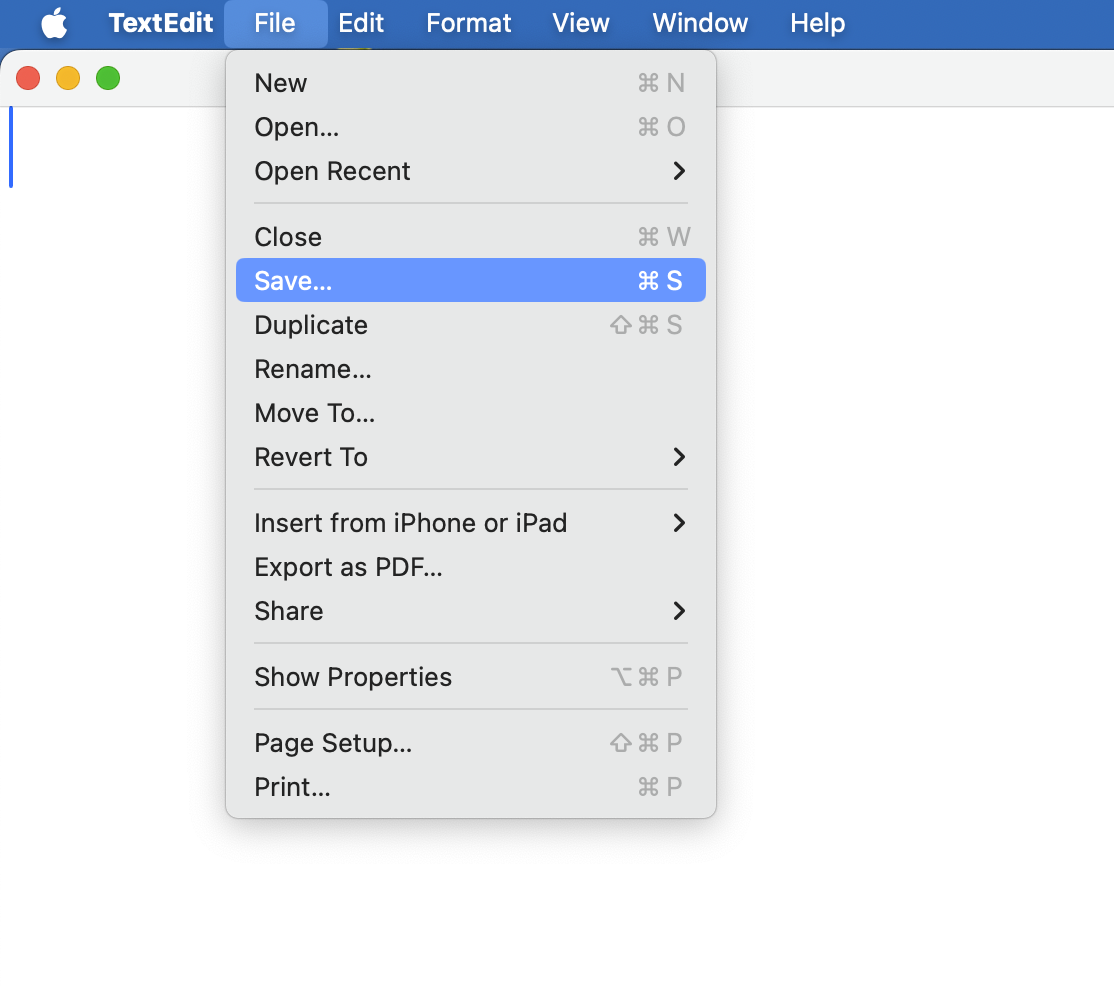 TextEdit File Edit Format View Window Help
New ⌘ N
Open... ⌘ O
Open Recent
Close ⌘ W
Save... ⌘ S
Duplicate ⇧⌘ S
Rename...
Move To...
Revert To
Insert from iPhone or iPad
Export as PDF...
Share
Show Properties ⌥⌘ P
Page Setup... ⇧⌘ P
Print... ⌘ P